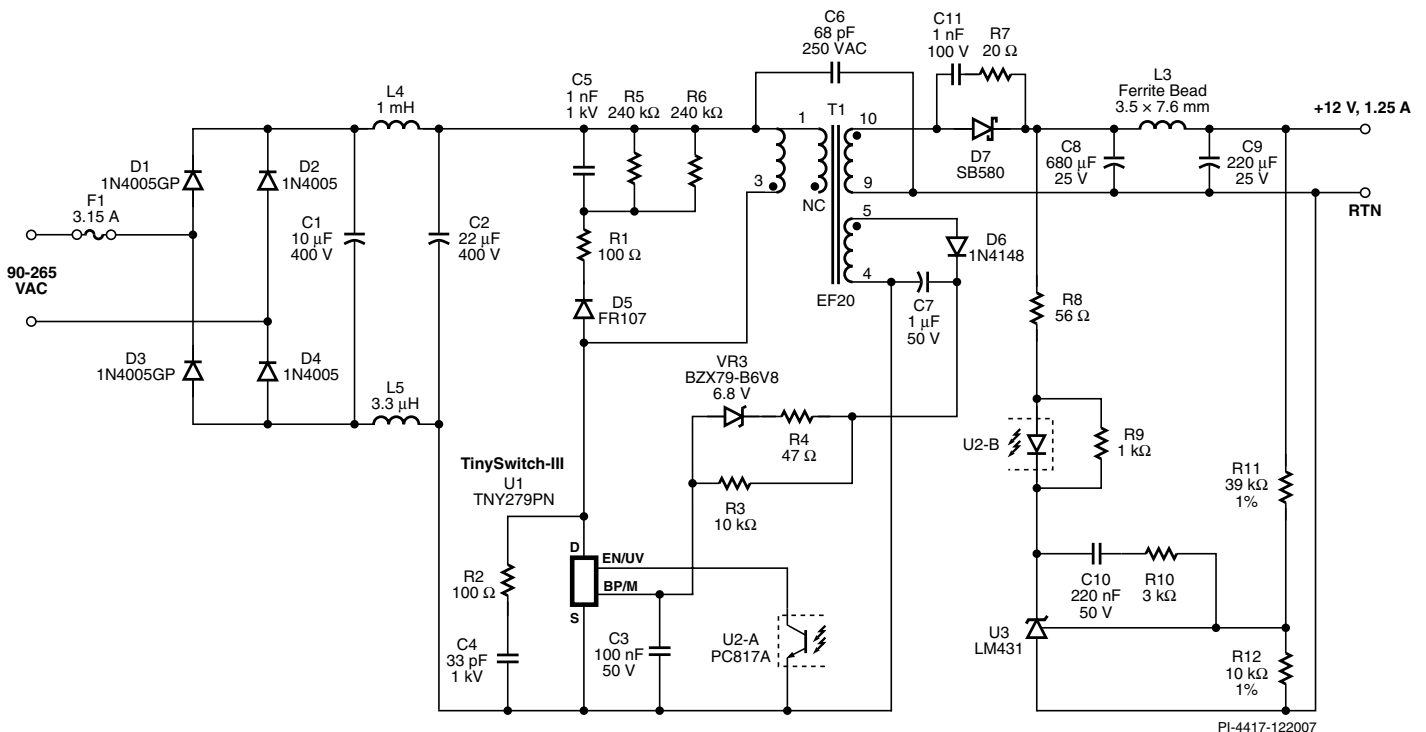 C6
68 pF
250 VAC
C11
1 nF
100 V
R7
20 Ω
L3
Ferrite Bead
3.5 × 7.6 mm
+12 V, 1.25 A
L4
1 mH
C5
1 nF
1 kV
R5
240 kΩ
R6
240 kΩ
1
T1
10
D7
SB580
C8
680 μF
25 V
C9
220 μF
25 V
D1
1N4005GP
D2
1N4005
3
NC
9
RTN
F1
3.15 A
C1
10 μF
400 V
C2
22 μF
400 V
R1
100 Ω
5
D6
1N4148
4
EF20
90-265
VAC
D5
FR107
C7
1 μF
50 V
R8
56 Ω
D3
1N4005GP
D4
1N4005
L5
3.3 μH
VR3
BZX79-B6V8
6.8 V
R4
47 Ω
U2-B
R9
1 kΩ
TinySwitch-III
U1
TNY279PN
R3
10 kΩ
R11
39 kΩ
1%
D
EN/UV
BP/M
S
R2
100 Ω
C10
220 nF
50 V
R10
3 kΩ
C4
33 pF
1 kV
C3
100 nF
50 V
U2-A
PC817A
U3
LM431
R12
10 kΩ
1%
PI-4417-122007